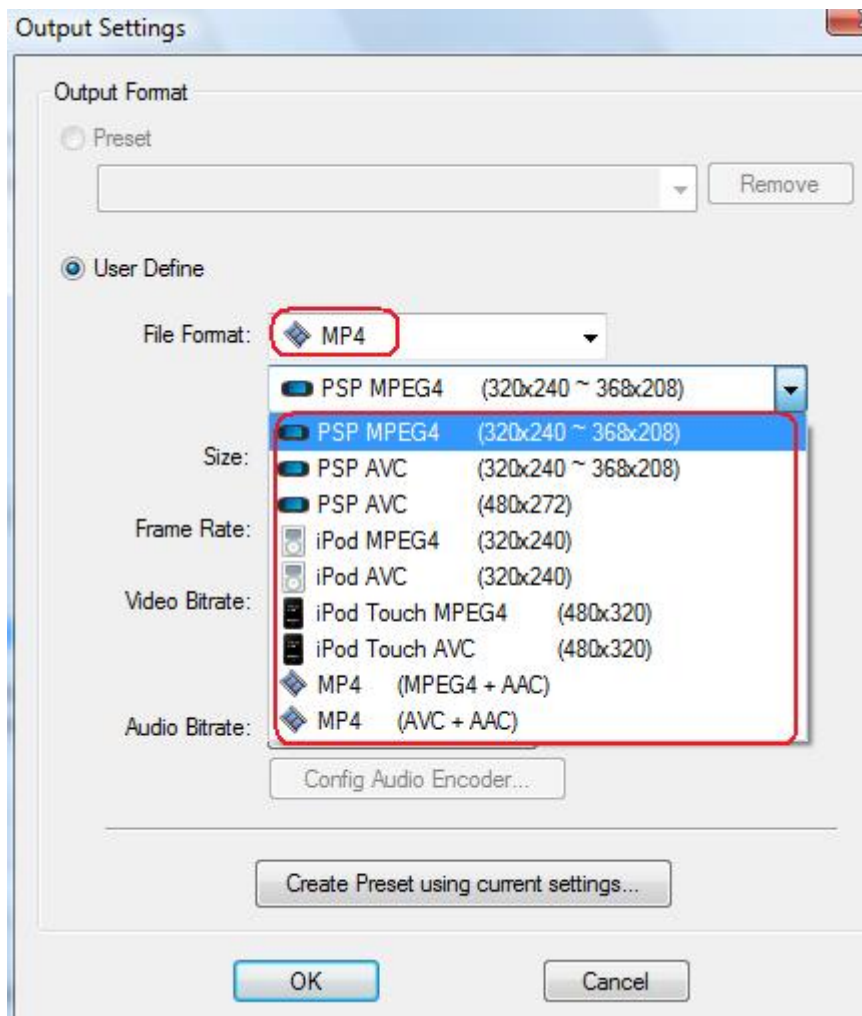 Output Settings
Output Format
Preset
Remove
User Define
File Format: MP4
PSP MPEG4 (320x240 ~ 368x208)
PSP MPEG4 (320x240 ~ 368x208)
Size:
PSP AVC (320x240 ~ 368x208)
PSP AVC (480x272)
Frame Rate:
iPod MPEG4 (320x240)
iPod AVC (320x240)
Video Bitrate:
iPod Touch MPEG4 (480x320)
iPod Touch AVC (480x320)
MP4 (MPEG4 + AAC)
Audio Bitrate:
MP4 (AVC + AAC)
Config Audio Encoder...
Create Preset using current settings...
OK Cancel